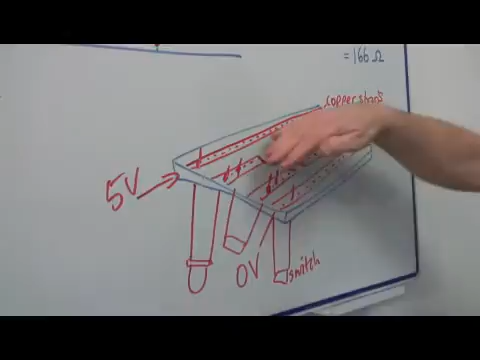 = 166 Ω
copper strips
5V
0V
switch